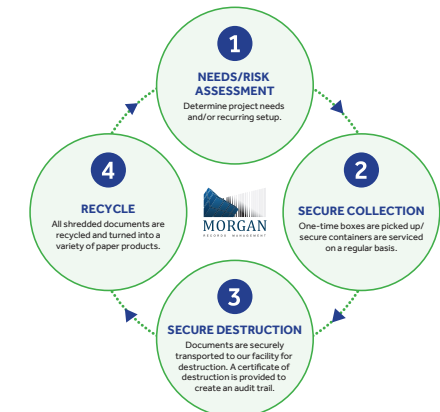 1
NEEDS/RISK
ASSESSMENT
Determine project needs
and/or recurring setup.
2
SECURE COLLECTION
One-time boxes are picked up/
secure containers are serviced
on a regular basis.
3
SECURE DESTRUCTION
Documents are securely
transported to our facility for
destruction. A certificate of
destruction is provided to
create an audit trail.
4
RECYCLE
All shredded documents are
recycled and turned into a
variety of paper products.
MORGAN
RECORDS MANAGEMENT